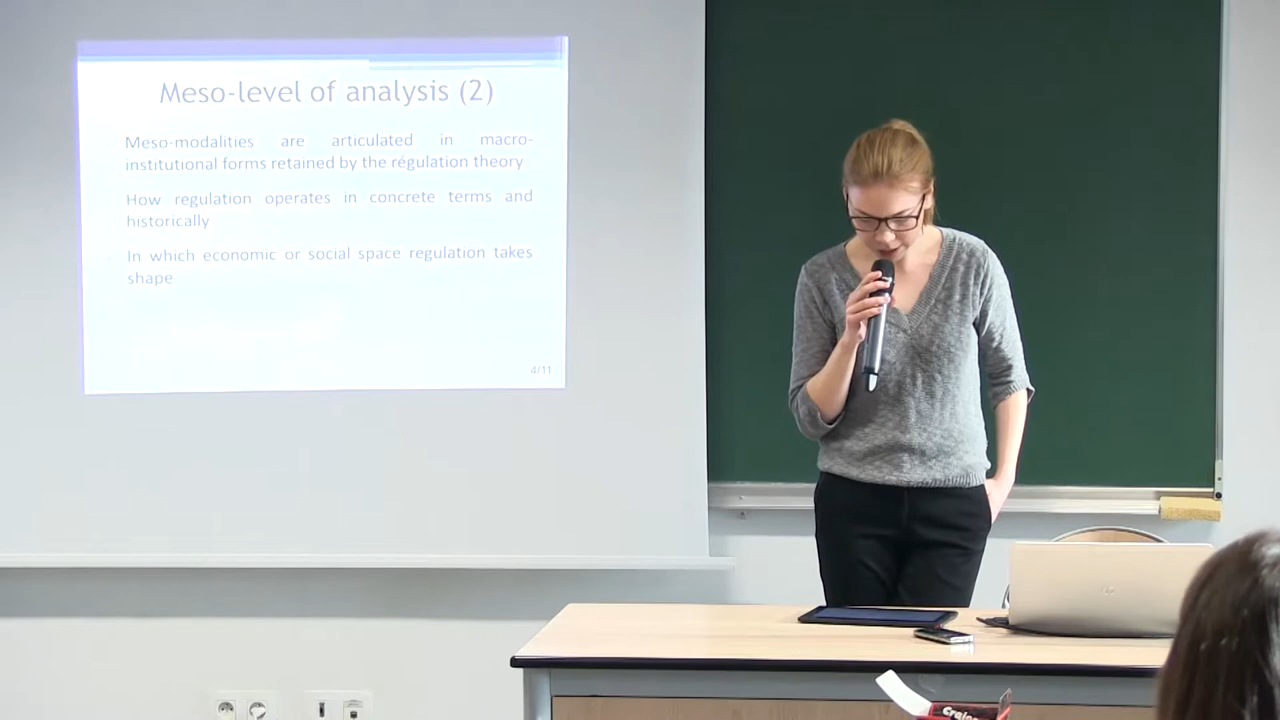 Meso-level of analysis (2)
Meso-modalities are articulated in macro-
institutional forms retained by the régulation theory
How regulation operates in concrete terms and
historically
In which economic or social space regulation takes
shape
4/11
hp